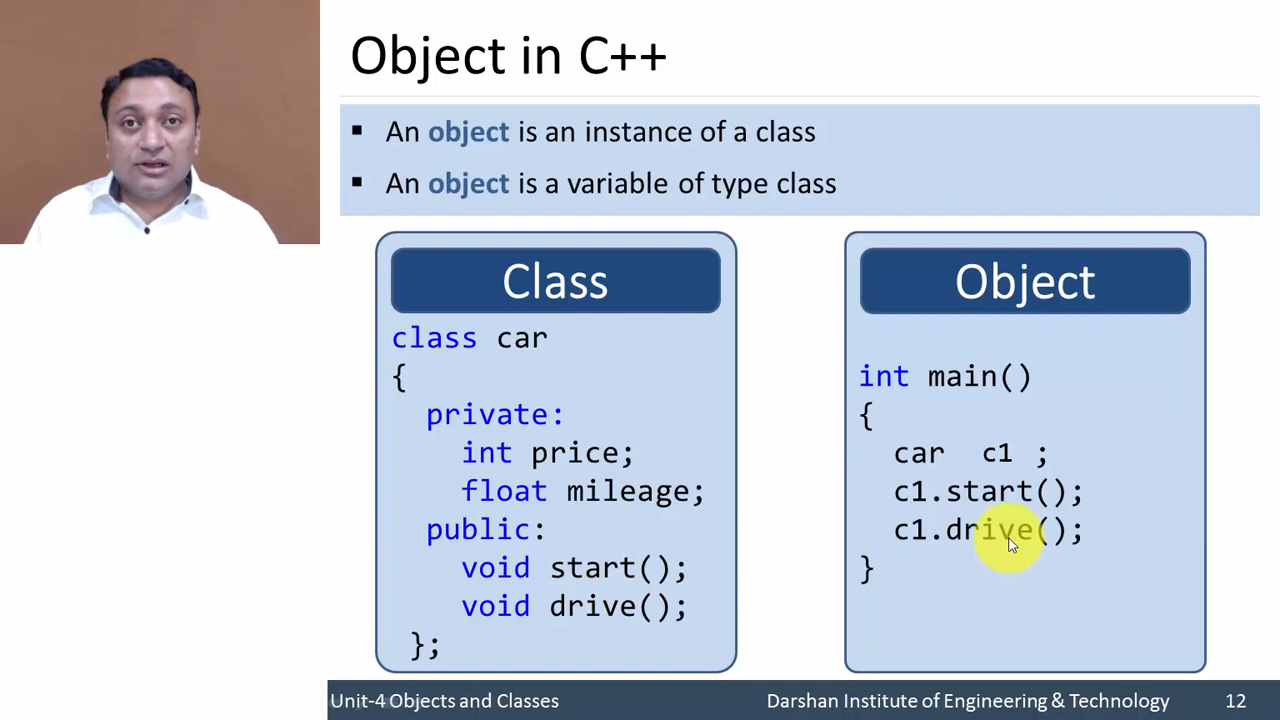 Object in C++
▪ An object is an instance of a class
▪ An object is a variable of type class
Class
class car
{
private:
int price;
float mileage;
public:
void start();
void drive();
};
Object
int main()
{
car c1 ;
c1.start();
c1.drive();
}
Unit-4 Objects and Classes
Darshan Institute of Engineering & Technology
12